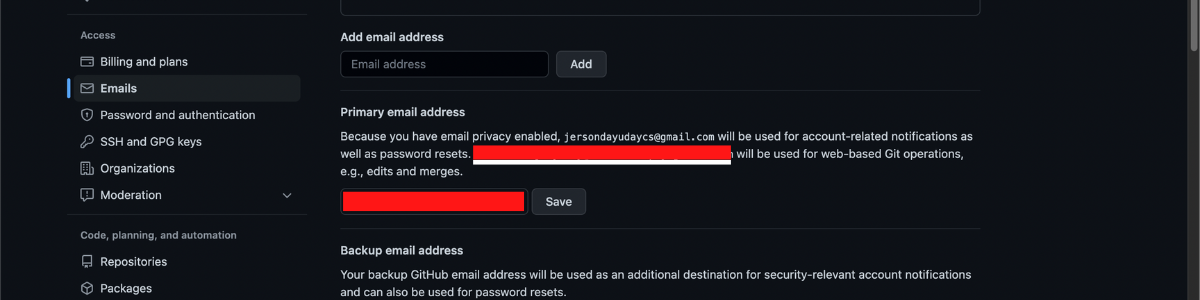 Access
Billing and plans
Emails
Password and authentication
SSH and GPG keys
Organizations
Moderation
Code, planning, and automation
Repositories
Packages
Add email address
Email address
Add
Primary email address
Because you have email privacy enabled, jersondayudaycs@gmail.com will be used for account-related notifications as
well as password resets. will be used for web-based Git operations,
e.g., edits and merges.
Save
Backup email address
Your backup GitHub email address will be used as an additional destination for security-relevant account notifications
and can also be used for password resets.